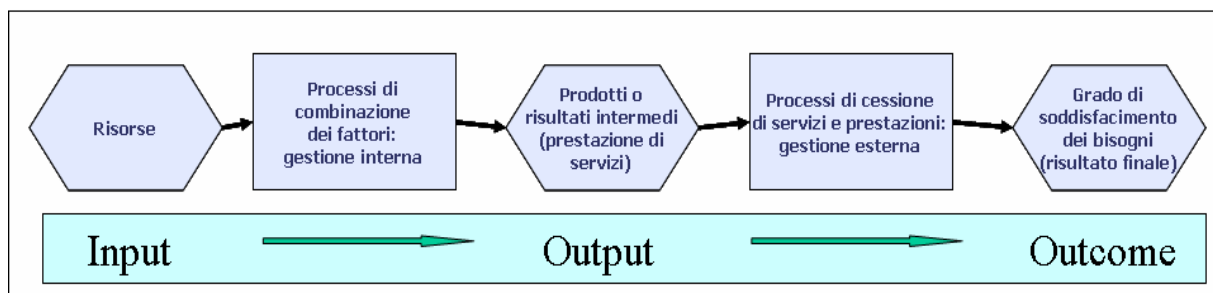 Risorse
Processi di
combinazione
dei fattori:
gestione interna
Prodotti o
risultati intermedi
(prestazione di
servizi)
Processi di cessione
di servizi e prestazioni:
gestione esterna
Grado di
soddisfacimento
dei bisogni
(risultato finale)
Input
Output
Outcome